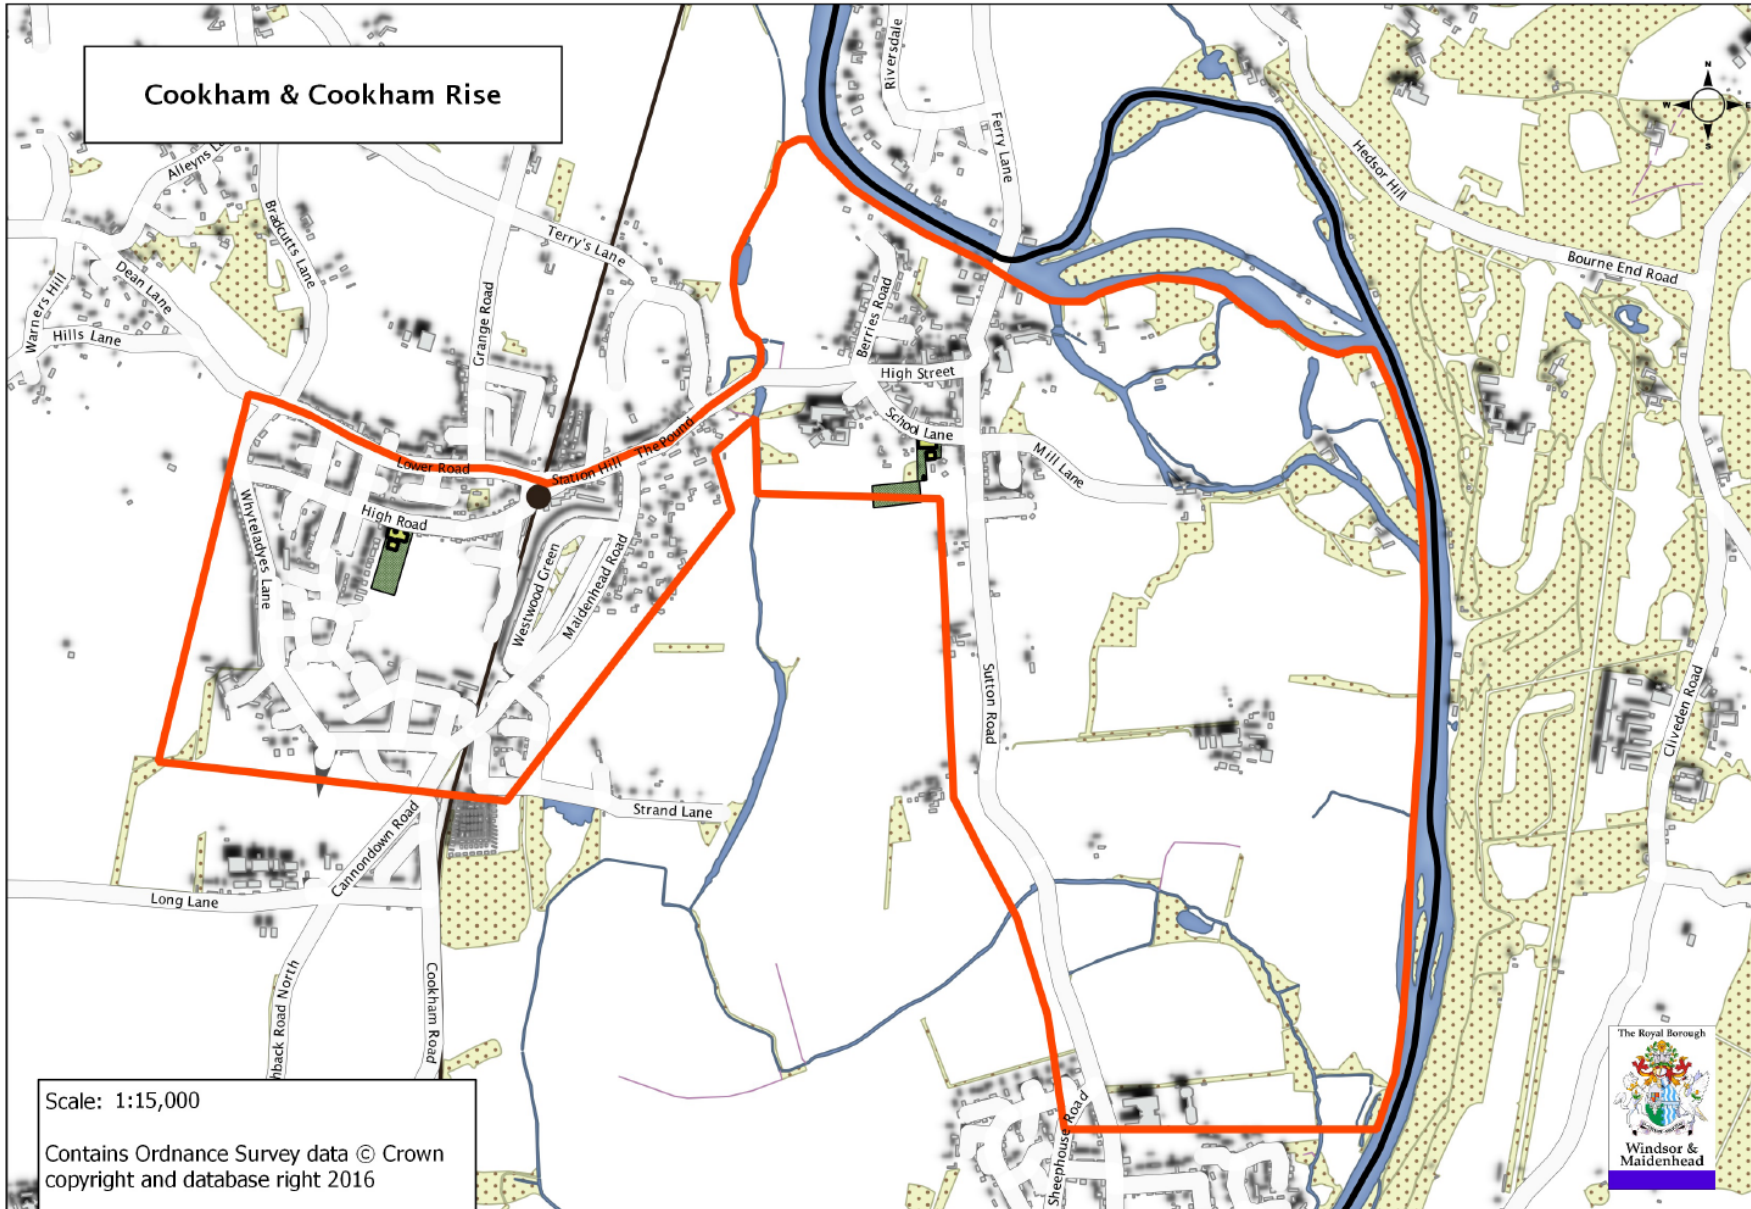 Cookham & Cookham Rise
Riversdale
Ferry Lane
N
W
E
S
Hedsor Hill
Alleyns La
Bradcutts Lane
Terry's Lane
Dean Lane
Warners Hill
Hills Lane
Grange Road
Berries Road
Bourne End Road
High Street
School Lane
Mill Lane
The Pound
Station Hill
Lower Road
High Road
Whyteladyes Lane
Westwood Green
Maidenhead Road
Sutton Road
Cliveden Road
Strand Lane
Cannondown Road
Long Lane
hback Road North
Cookham Road
Sheephouse Road
Scale: 1:15,000
Contains Ordnance Survey data © Crown
copyright and database right 2016
The Royal Borough
Windsor &
Maidenhead